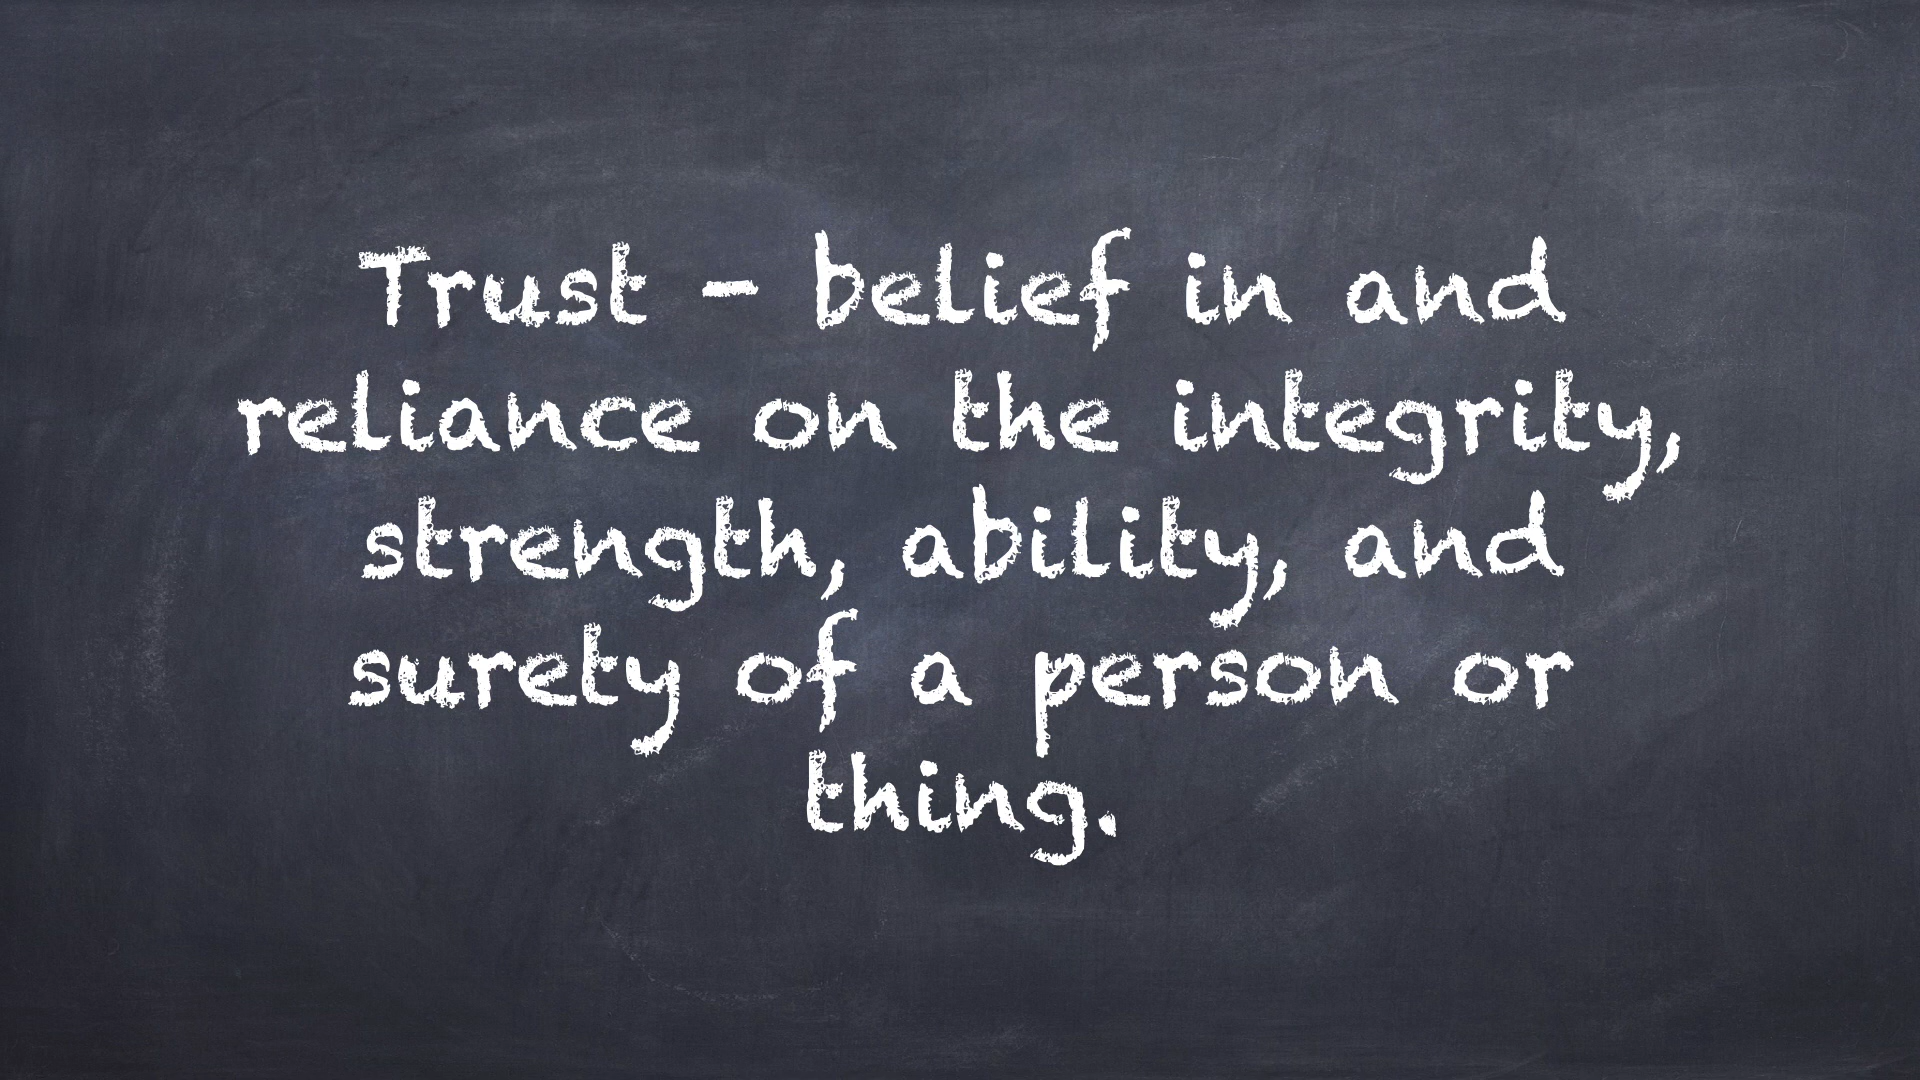 Trust - belief in and
reliance on the integrity,
strength, ability, and
surety of a person or
thing.